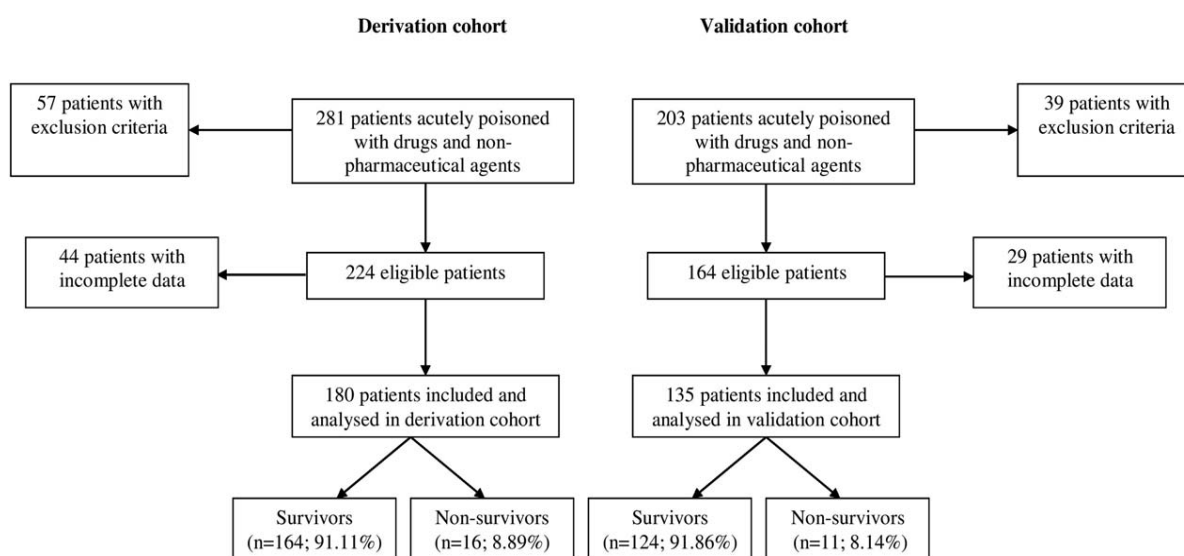 Derivation cohort
Validation cohort
57 patients with
exclusion criteria
281 patients acutely poisoned
with drugs and non-
pharmaceutical agents
203 patients acutely poisoned
with drugs and non-
pharmaceutical agents
39 patients with
exclusion criteria
44 patients with
incomplete data
224 eligible patients
164 eligible patients
29 patients with
incomplete data
180 patients included and
analysed in derivation cohort
135 patients included and
analysed in validation cohort
Survivors
(n=164; 91.11%)
Non-survivors
(n=16; 8.89%)
Survivors
(n=124; 91.86%)
Non-survivors
(n=11; 8.14%)